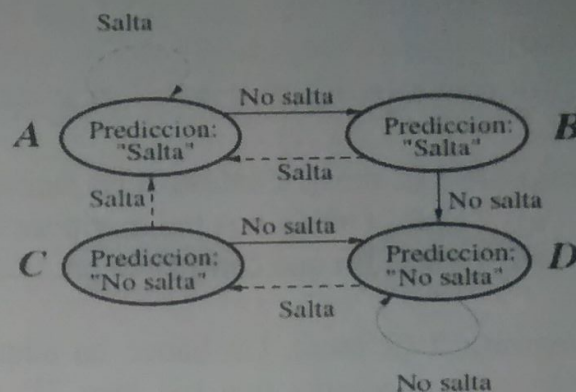 Salta
No salta
A
Prediccion:
"Salta"
Prediccion:
"Salta"
B
Salta
Salta
No salta
No salta
C
Prediccion:
"No salta"
Prediccion:
"No salta"
D
Salta
No salta